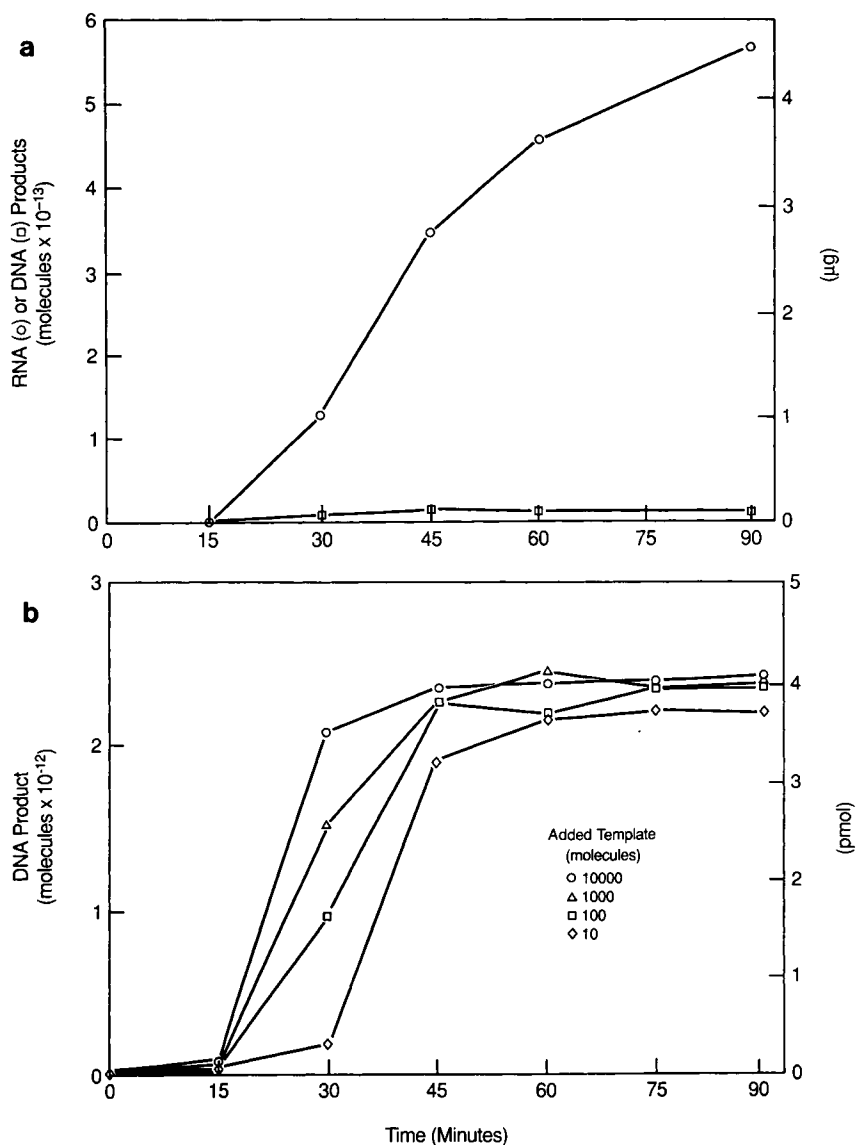 a
RNA (○) or DNA (□) Products
(molecules x 10⁻¹³)
6
5
4
3
2
1
0
4
3
2
1
0
(µg)
0 15 30 45 60 75 90
b
DNA Product
(molecules x 10⁻¹²)
3
2
1
0
5
4
3
2
1
0
(pmol)
Added Template
(molecules)
○ 10000
△ 1000
□ 100
◇ 10
0 15 30 45 60 75 90
Time (Minutes)